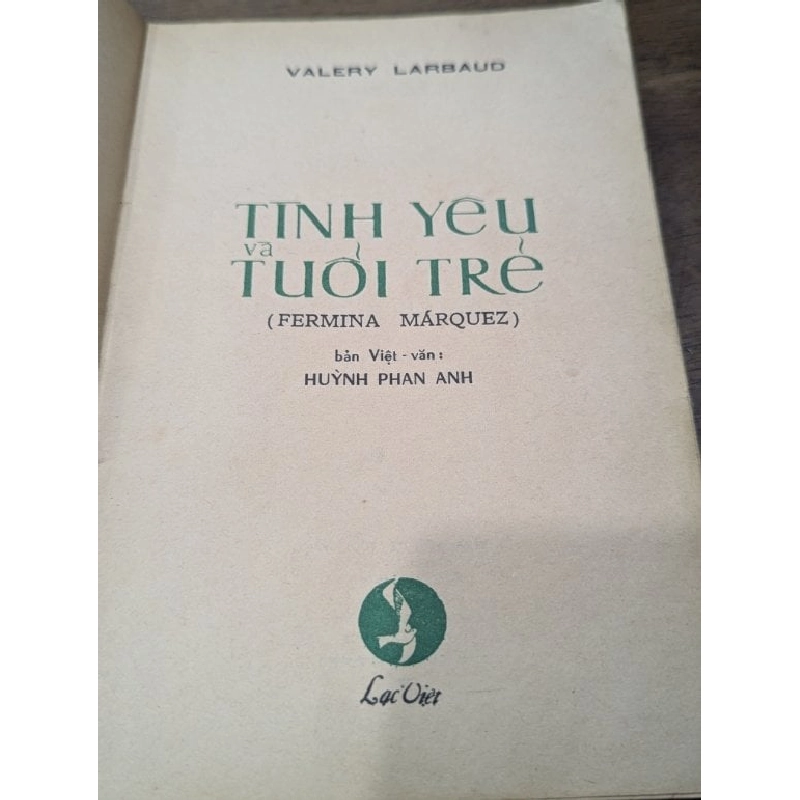 VALERY LARBAUD
TÌNH YÊU
và
TUỔI TRẺ
(FERMINA MÁRQUEZ)
bản Việt-văn:
HUỲNH PHAN ANH
Lạc Việt